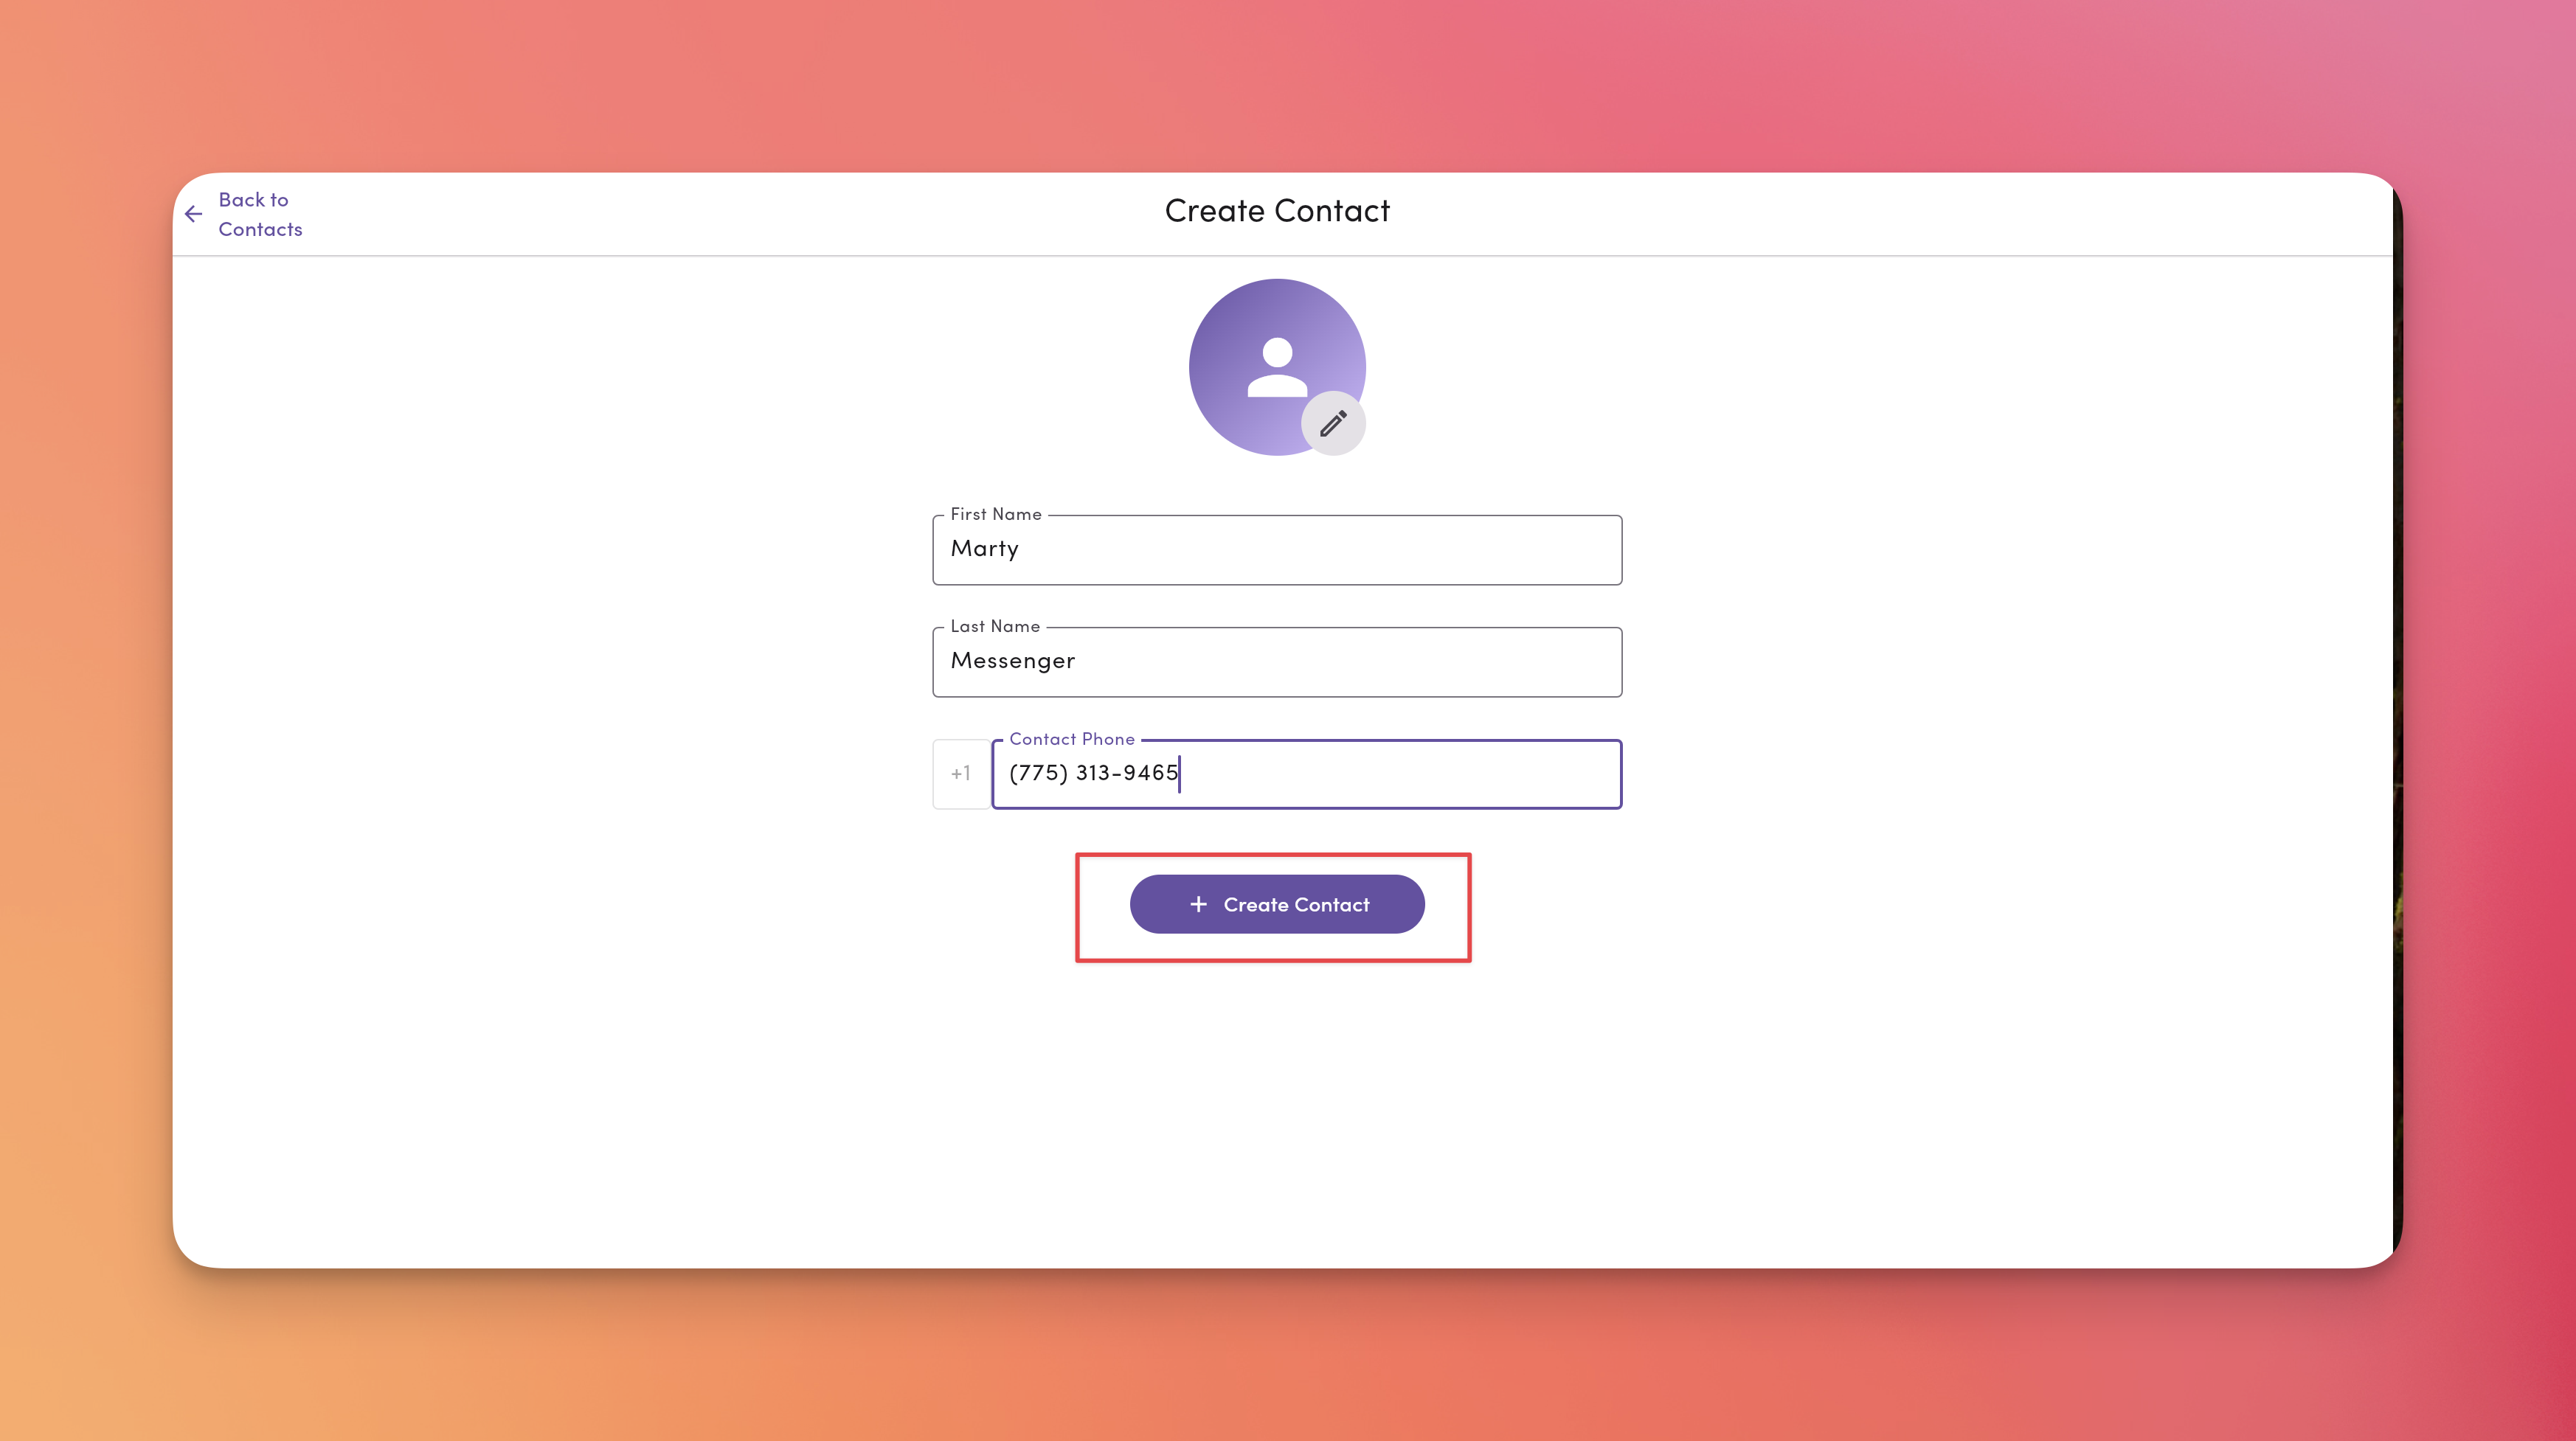 Back to
Contacts
Create Contact
First Name
Marty
Last Name
Messenger
Contact Phone
+1 (775) 313-9465
+ Create Contact